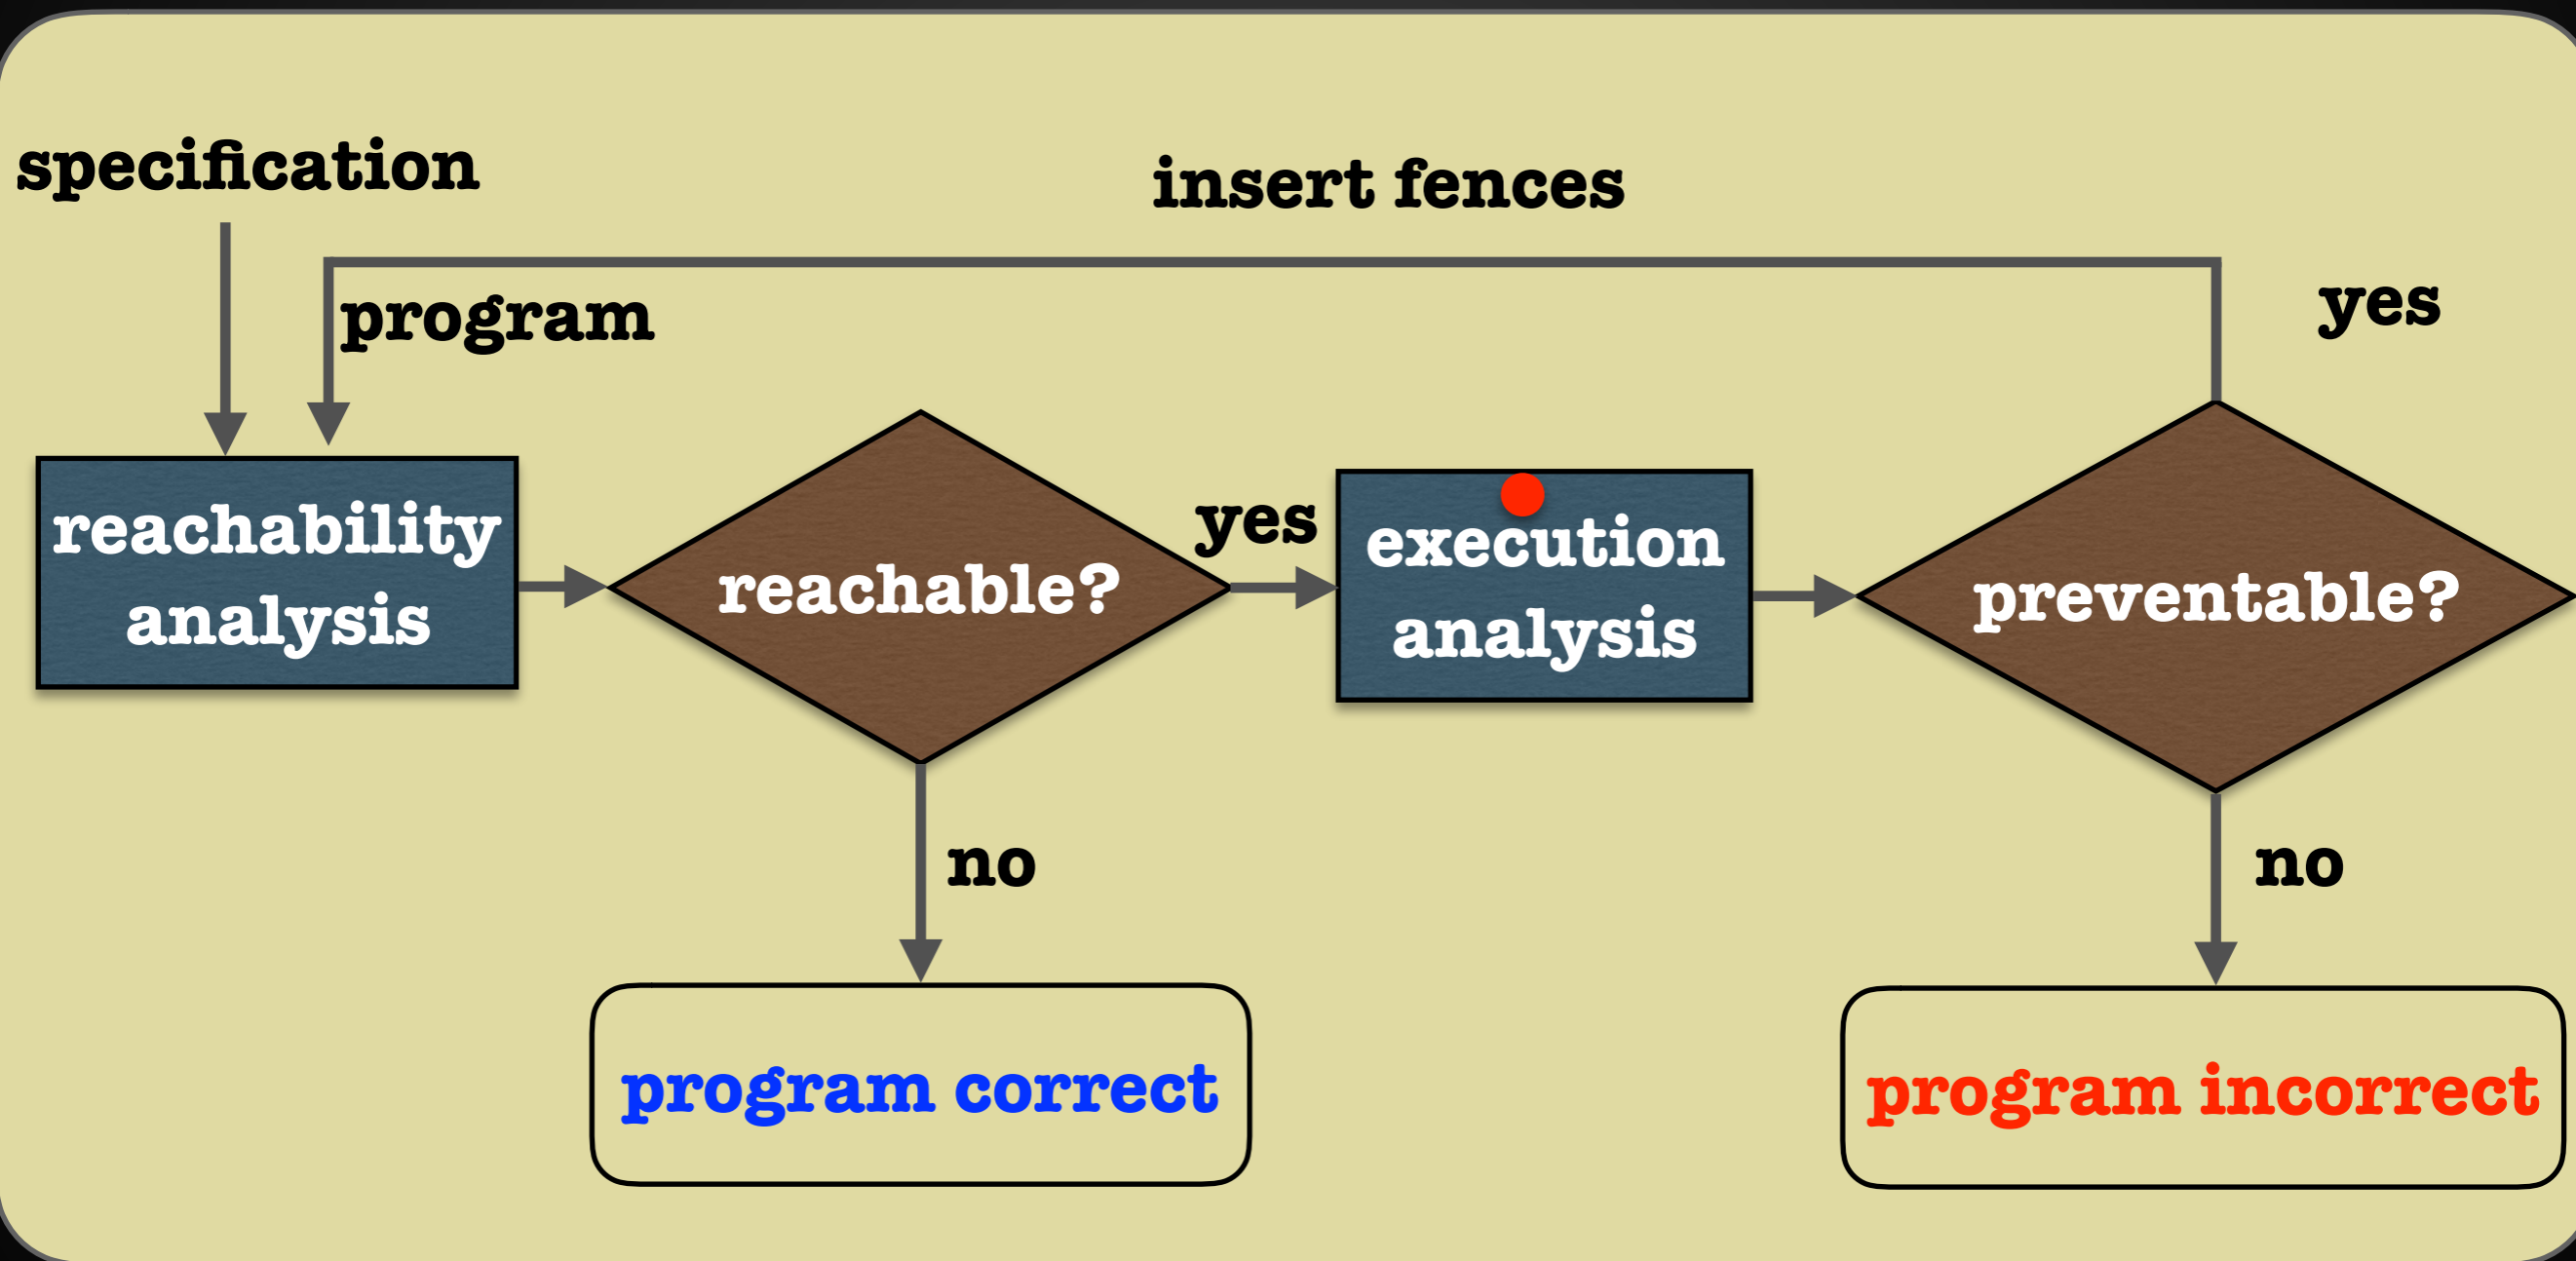 specification
insert fences
program
yes
reachability
analysis
reachable?
yes
execution
analysis
preventable?
no
no
program correct
program incorrect